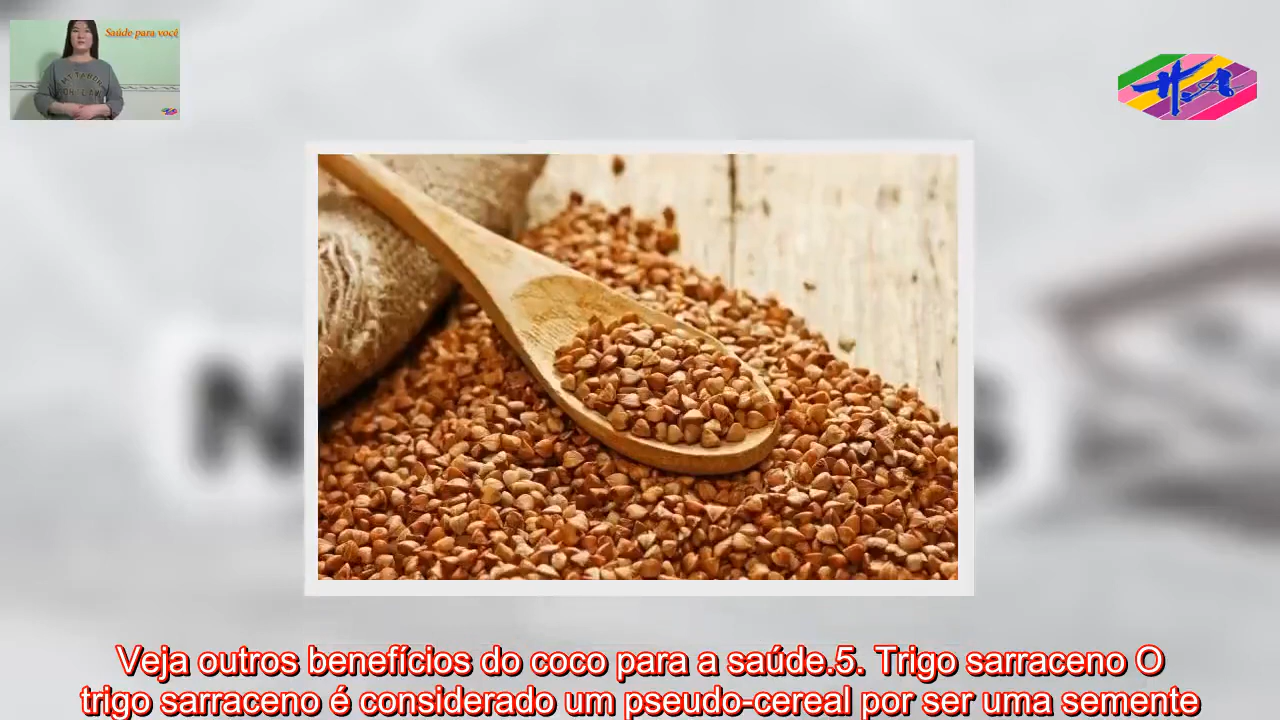 Saúde para você
Veja outros benefícios do coco para a saúde.5. Trigo sarraceno O
trigo sarraceno é considerado um pseudo-cereal por ser uma semente